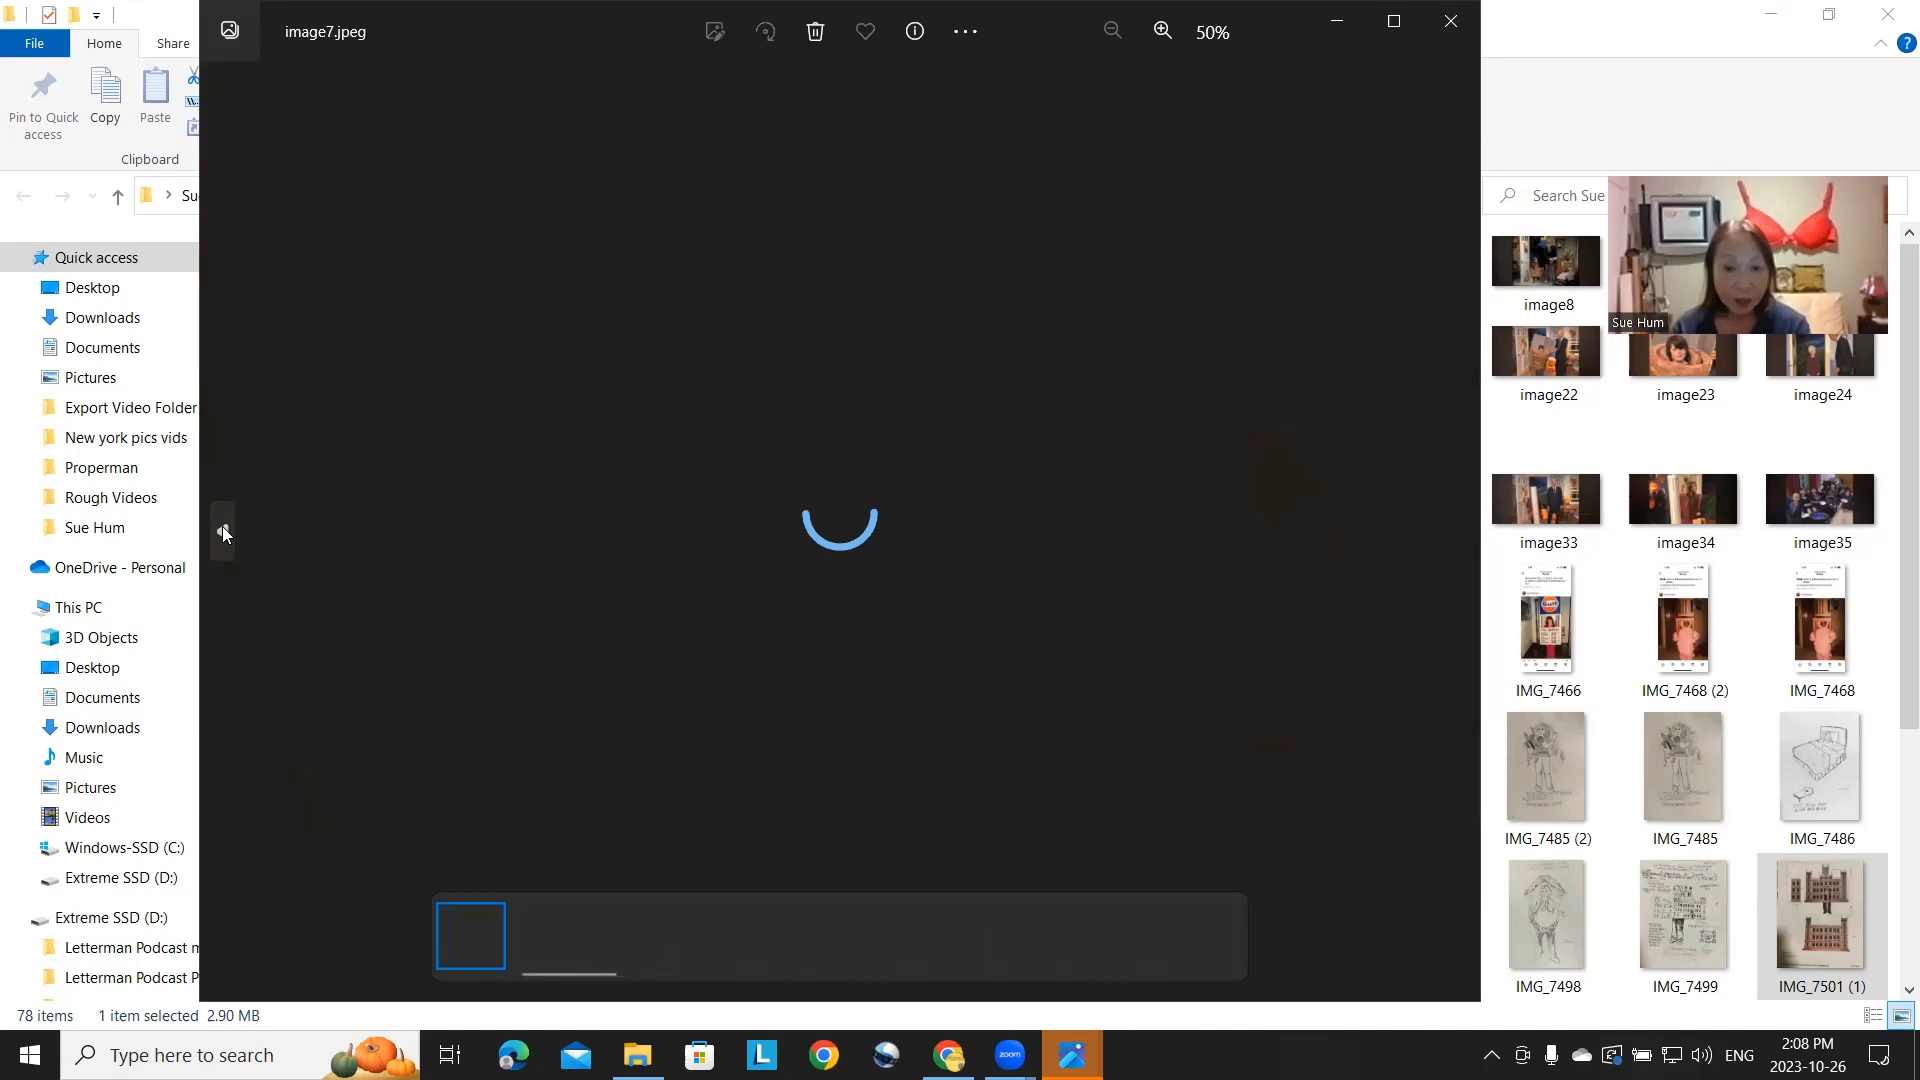 image7.jpeg
50%
File
Home
Share
Pin to Quick
access
Copy
Paste
Clipboard
Su
Search Sue
Quick access
Desktop
Downloads
Documents
Pictures
Export Video Folder
New york pics vids
Properman
Rough Videos
Sue Hum
OneDrive - Personal
This PC
3D Objects
Desktop
Documents
Downloads
Music
Pictures
Videos
Windows-SSD (C:)
Extreme SSD (D:)
Extreme SSD (D:)
Letterman Podcast
Letterman Podcast P
Sue Hum
image8
image22
image23
image24
image33
image34
image35
Gulf
IMG_7466
IMG_7468 (2)
IMG_7468
IMG_7485 (2)
IMG_7485
IMG_7486
IMG_7498
IMG_7499
IMG_7501 (1)
78 items
1 item selected
2.90 MB
Type here to search
L
zoom
ENG
2:08 PM
2023-10-26